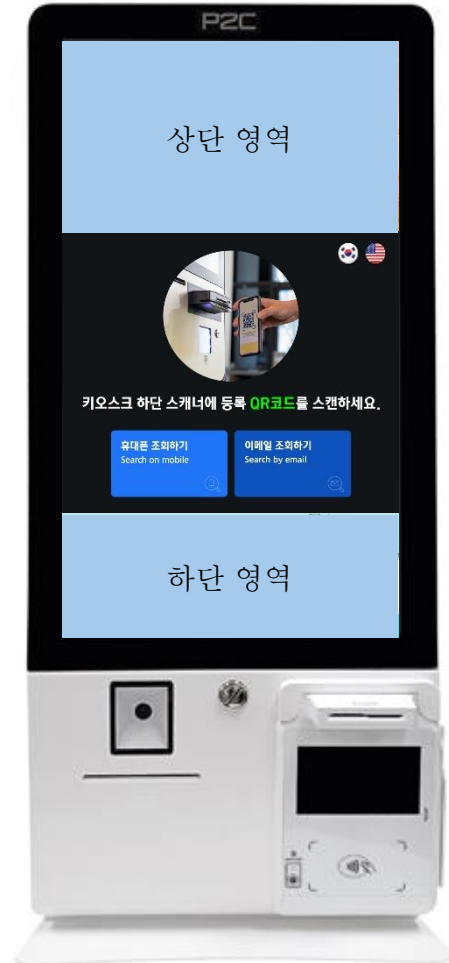 P2C
상단 영역
키오스크 하단 스캐너에 등록 QR코드를 스캔하세요.
휴대폰 조회하기
Search on mobile
이메일 조회하기
Search by email
하단 영역